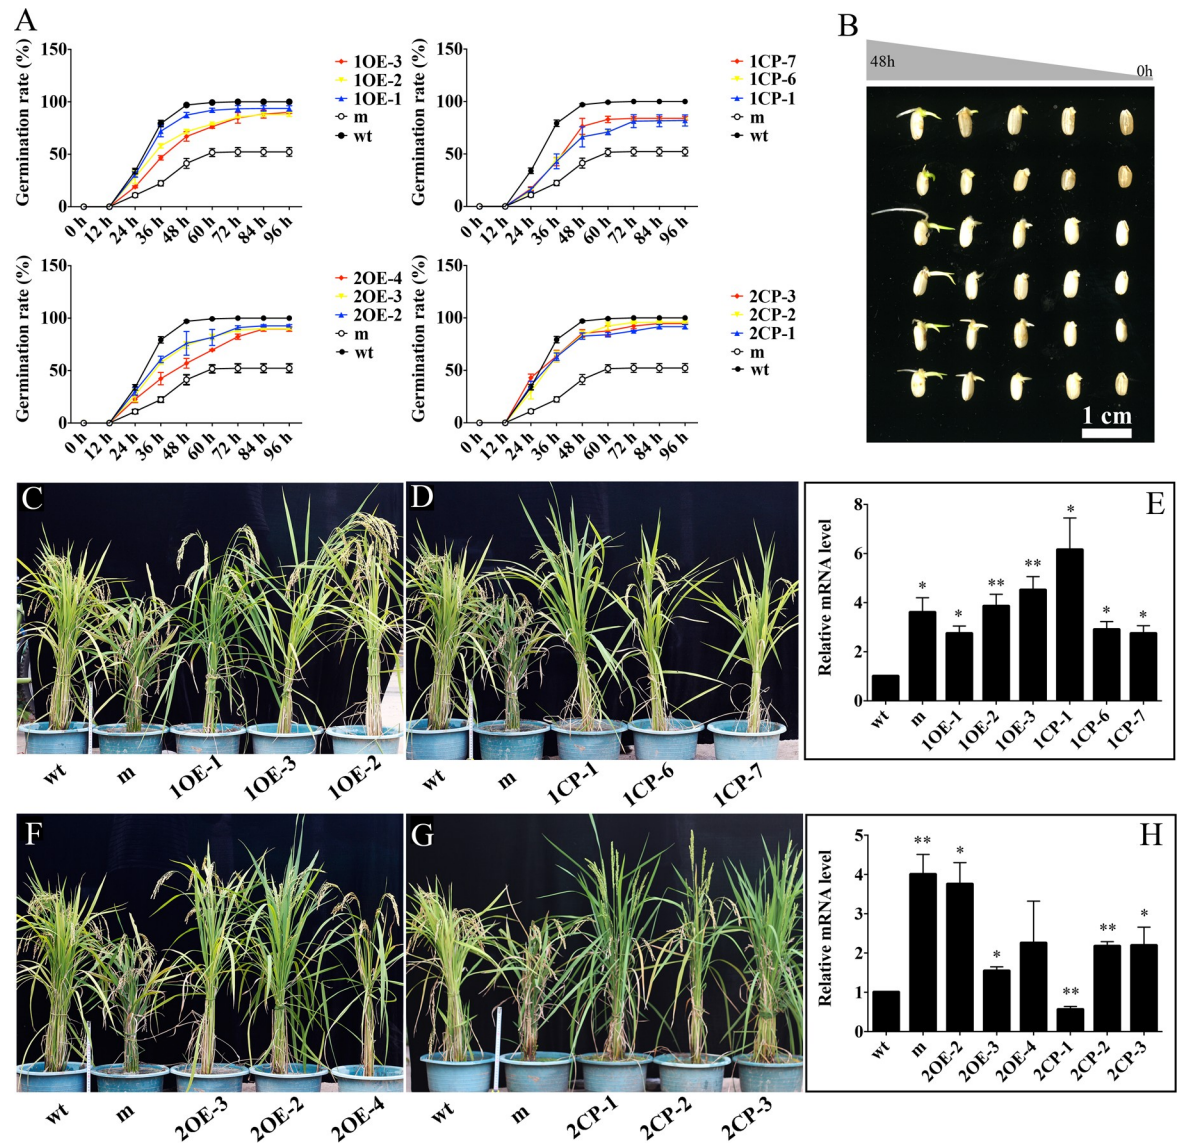 A
Germination rate (%)
150
100
50
0
0 h
12 h
24 h
36 h
48 h
60 h
72 h
84 h
96 h
1OE-3
1OE-2
1OE-1
m
wt
Germination rate (%)
150
100
50
0
0 h
12 h
24 h
36 h
48 h
60 h
72 h
84 h
96 h
1CP-7
1CP-6
1CP-1
m
wt
Germination rate (%)
150
100
50
0
0 h
12 h
24 h
36 h
48 h
60 h
72 h
84 h
96 h
2OE-4
2OE-3
2OE-2
m
wt
Germination rate (%)
150
100
50
0
0 h
12 h
24 h
36 h
48 h
60 h
72 h
84 h
96 h
2CP-3
2CP-2
2CP-1
m
wt
B
48h
0h
1 cm
C
wt
m
1OE-1
1OE-3
1OE-2
D
wt
m
1CP-1
1CP-6
1CP-7
E
Relative mRNA level
8
6
4
2
0
*
*
**
**
*
*
*
wt
m
1OE-1
1OE-2
1OE-3
1CP-1
1CP-6
1CP-7
F
wt
m
2OE-3
2OE-2
2OE-4
G
wt
m
2CP-1
2CP-2
2CP-3
H
Relative mRNA level
5
4
3
2
1
0
**
*
*
**
**
*
wt
m
2OE-2
2OE-3
2OE-4
2CP-1
2CP-2
2CP-3